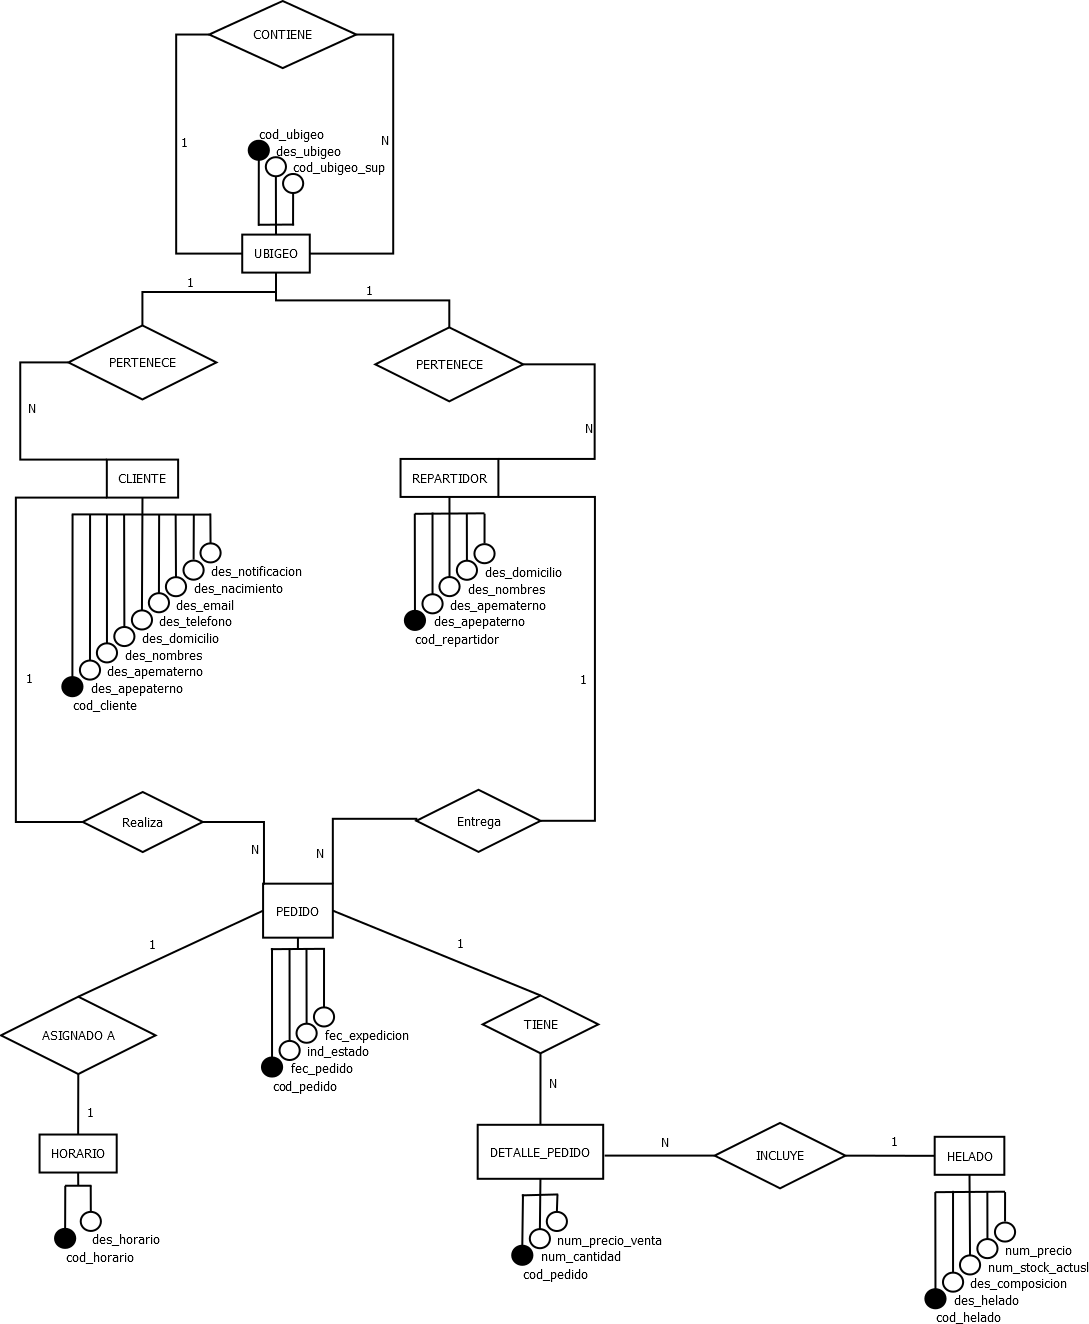 CONTIENE
1
N
cod_ubigeo
des_ubigeo
cod_ubigeo_sup
UBIGEO
1
1
PERTENECE
PERTENECE
N
N
CLIENTE
REPARTIDOR
des_notificacion
des_nacimiento
des_email
des_telefono
des_domicilio
des_nombres
des_apematerno
des_apepaterno
cod_cliente
des_domicilio
des_nombres
des_apematerno
des_apepaterno
cod_repartidor
1
1
Realiza
Entrega
N
N
PEDIDO
1
1
fec_expedicion
ind_estado
fec_pedido
cod_pedido
ASIGNADO A
TIENE
1
N
HORARIO
DETALLE_PEDIDO
N
INCLUYE
1
HELADO
des_horario
cod_horario
num_precio_venta
num_cantidad
cod_pedido
num_precio
num_stock_actusl
des_composicion
des_helado
cod_helado